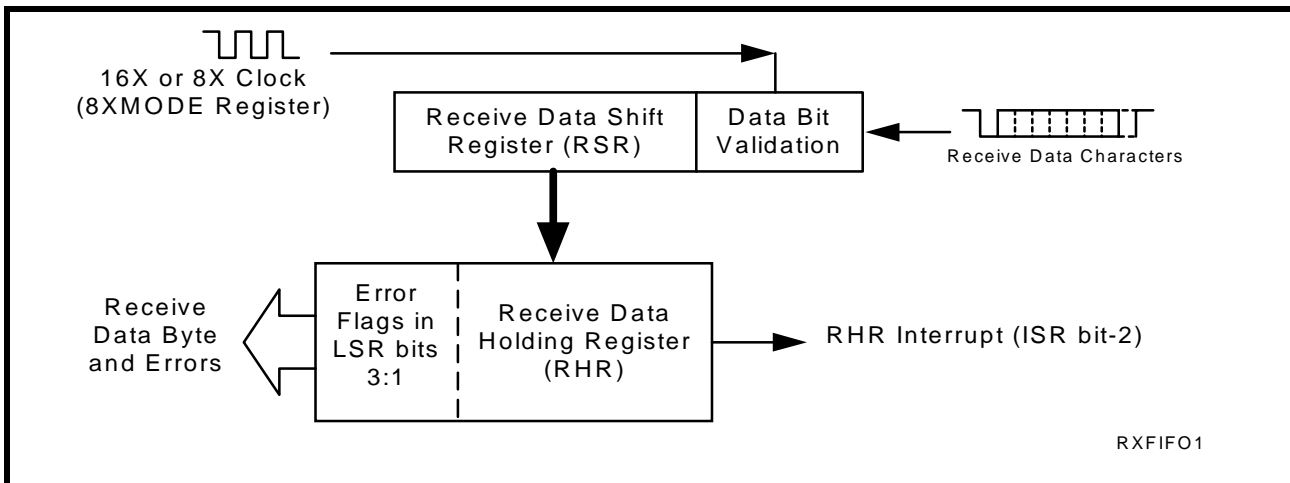 16X or 8X Clock
(8XMODE Register)
Receive Data Shift
Register (RSR)
Data Bit
Validation
Receive Data Characters
Receive
Data Byte
and Errors
Error
Flags in
LSR bits
3:1
Receive Data
Holding Register
(RHR)
RHR Interrupt (ISR bit-2)
RXFIFO1